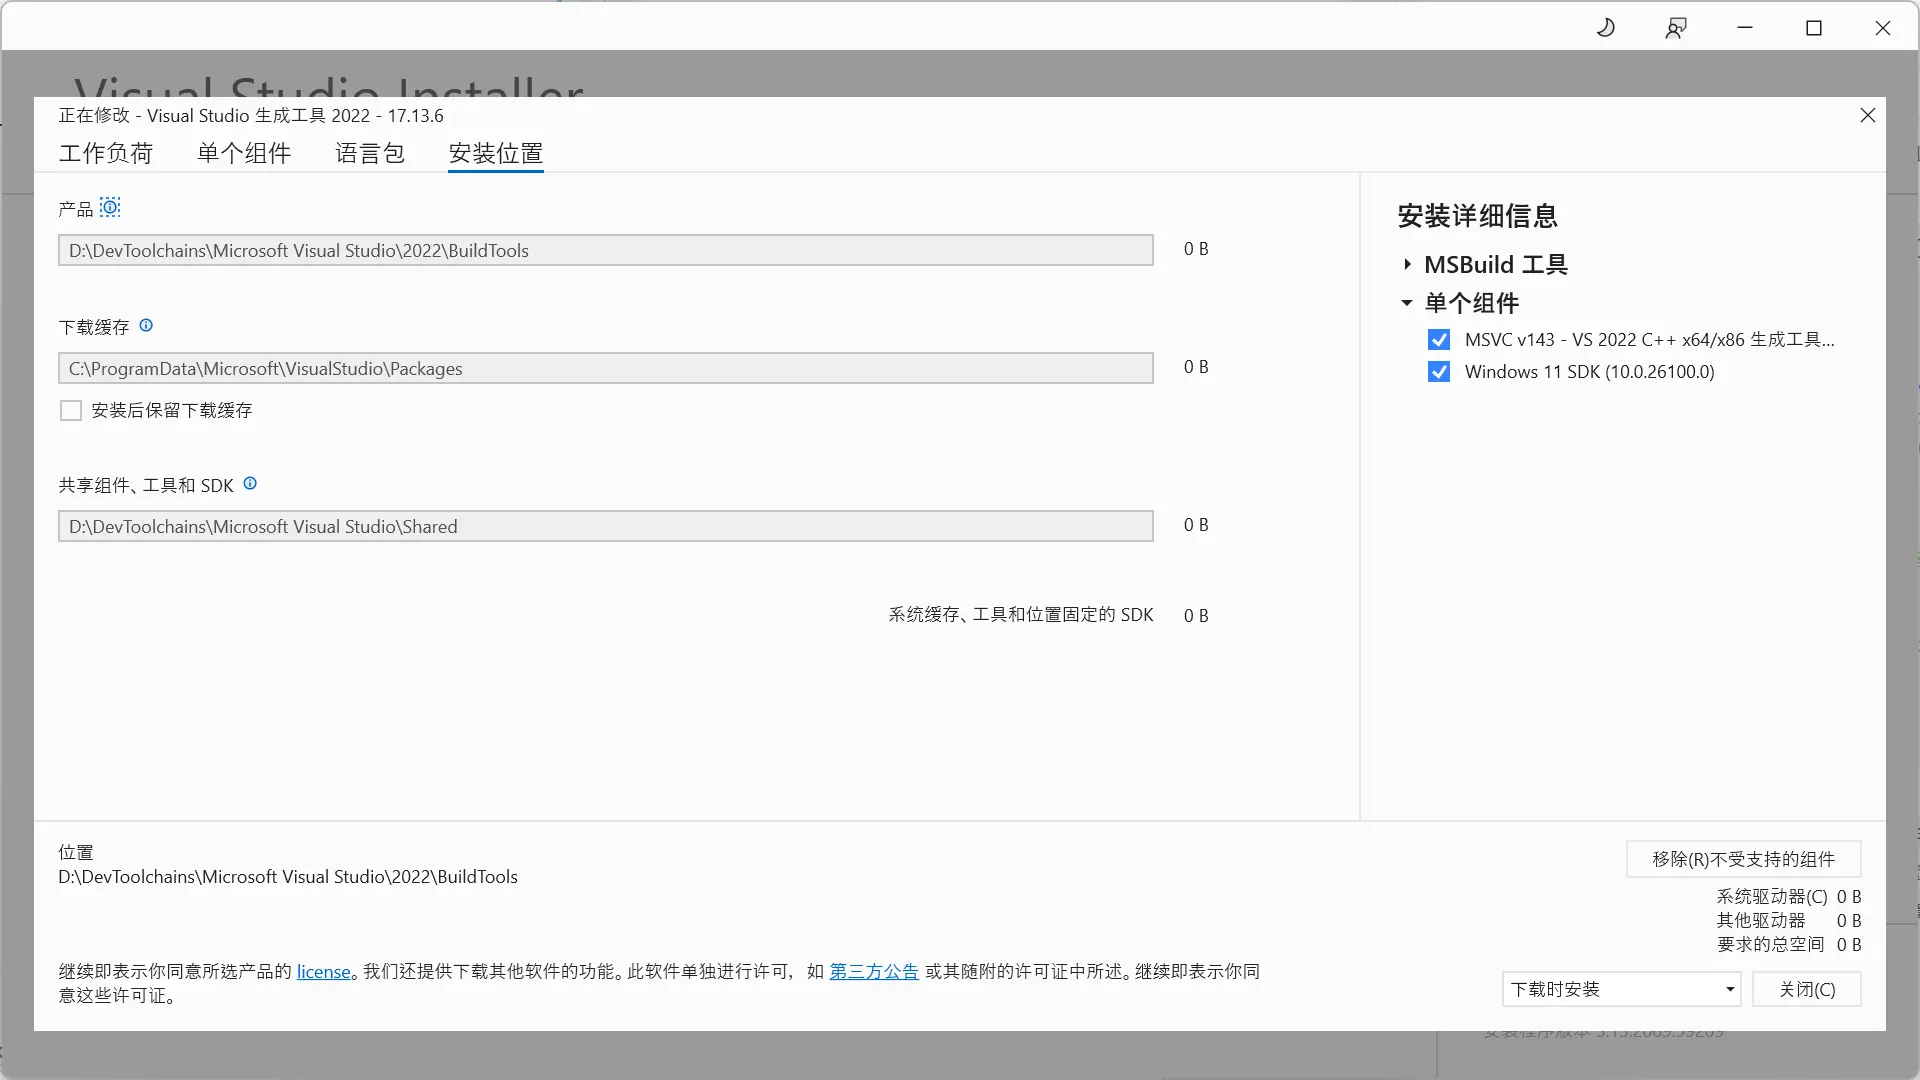 Visual Studio Installer
正在修改 - Visual Studio 生成工具 2022 - 17.13.6
工作负荷 单个组件 语言包 安装位置
产品
D:\DevToolchains\Microsoft Visual Studio\2022\BuildTools 0 B
下载缓存
C:\ProgramData\Microsoft\VisualStudio\Packages 0 B
安装后保留下载缓存
共享组件、工具和 SDK
D:\DevToolchains\Microsoft Visual Studio\Shared 0 B
系统缓存、工具和位置固定的 SDK 0 B
安装详细信息
MSBuild 工具
单个组件
MSVC v143 - VS 2022 C++ x64/x86 生成工具...
Windows 11 SDK (10.0.26100.0)
位置
D:\DevToolchains\Microsoft Visual Studio\2022\BuildTools
继续即表示你同意所选产品的 license。我们还提供下载其他软件的功能。此软件单独进行许可，如 第三方公告 或其随附的许可证中所述。继续即表示你同
意这些许可证。
移除(R)不受支持的组件
系统驱动器(C) 0 B
其他驱动器 0 B
要求的总空间 0 B
下载时安装 关闭(C)